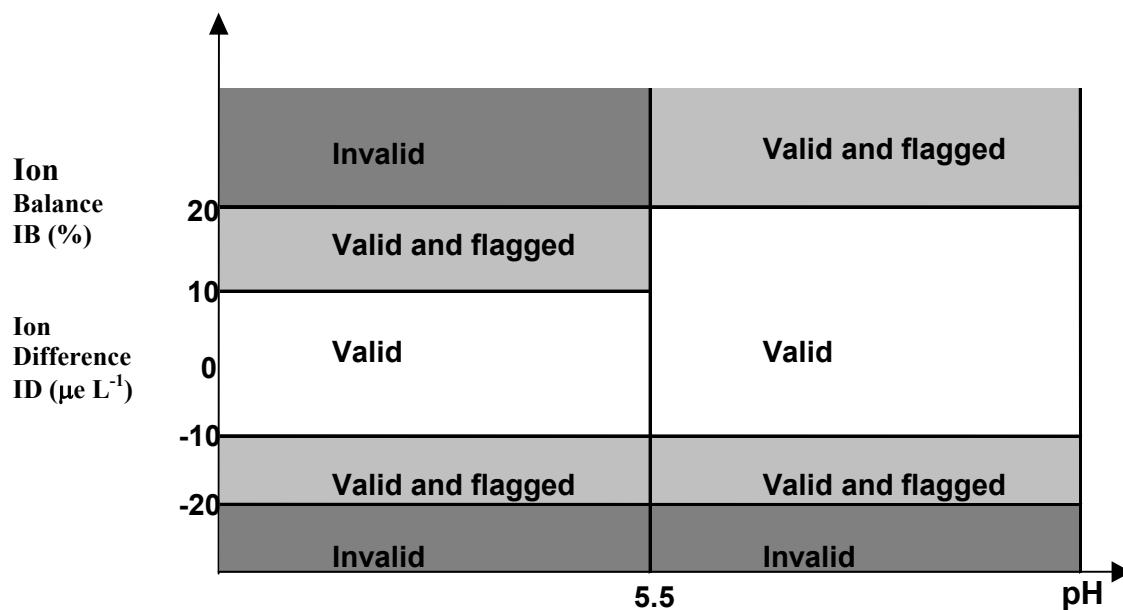 Invalid
Valid and flagged
Ion
Balance
IB (%)
20
Valid and flagged
10
Ion
Difference
ID (μe L⁻¹)
0
Valid
Valid
-10
Valid and flagged
Valid and flagged
-20
Invalid
Invalid
5.5
pH